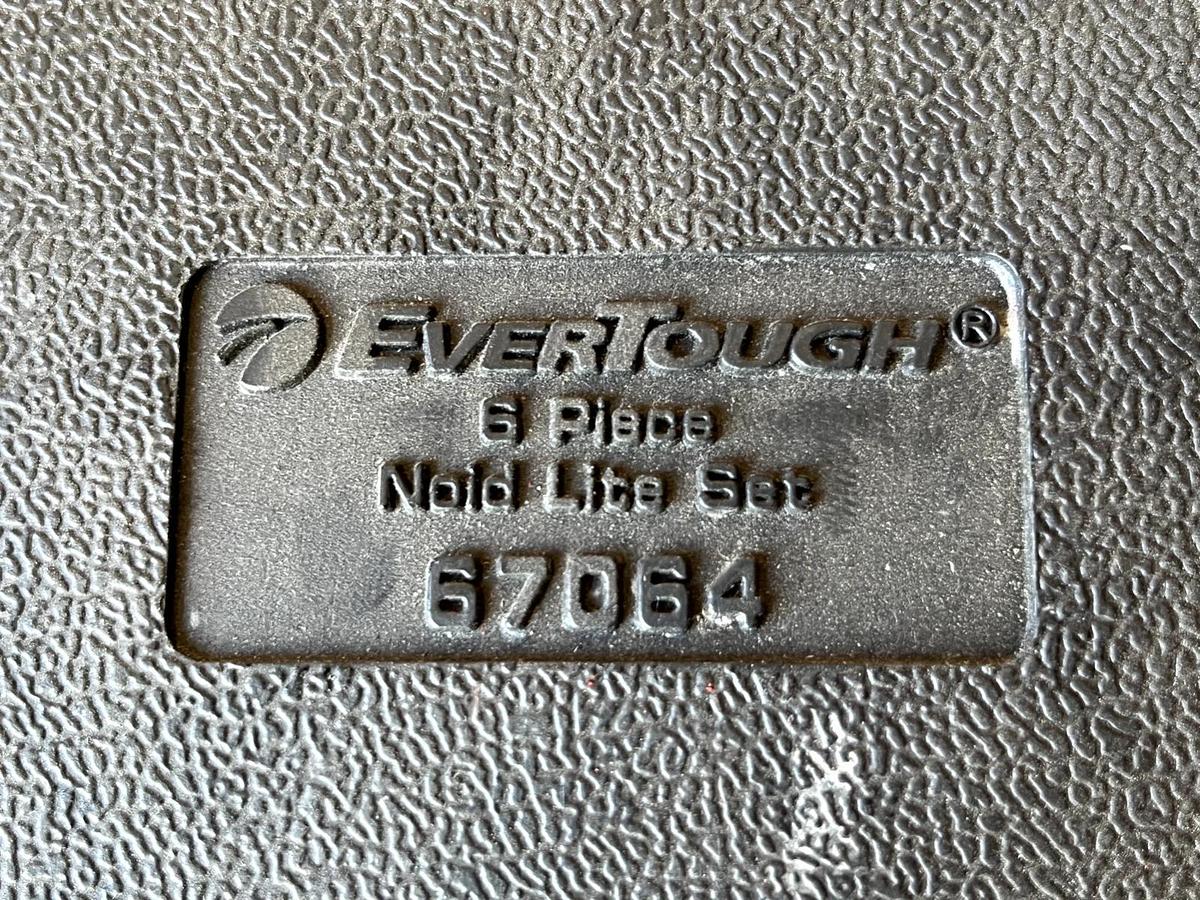 EVERTOUGH®
6 Piece
Noid Lite Set
67064